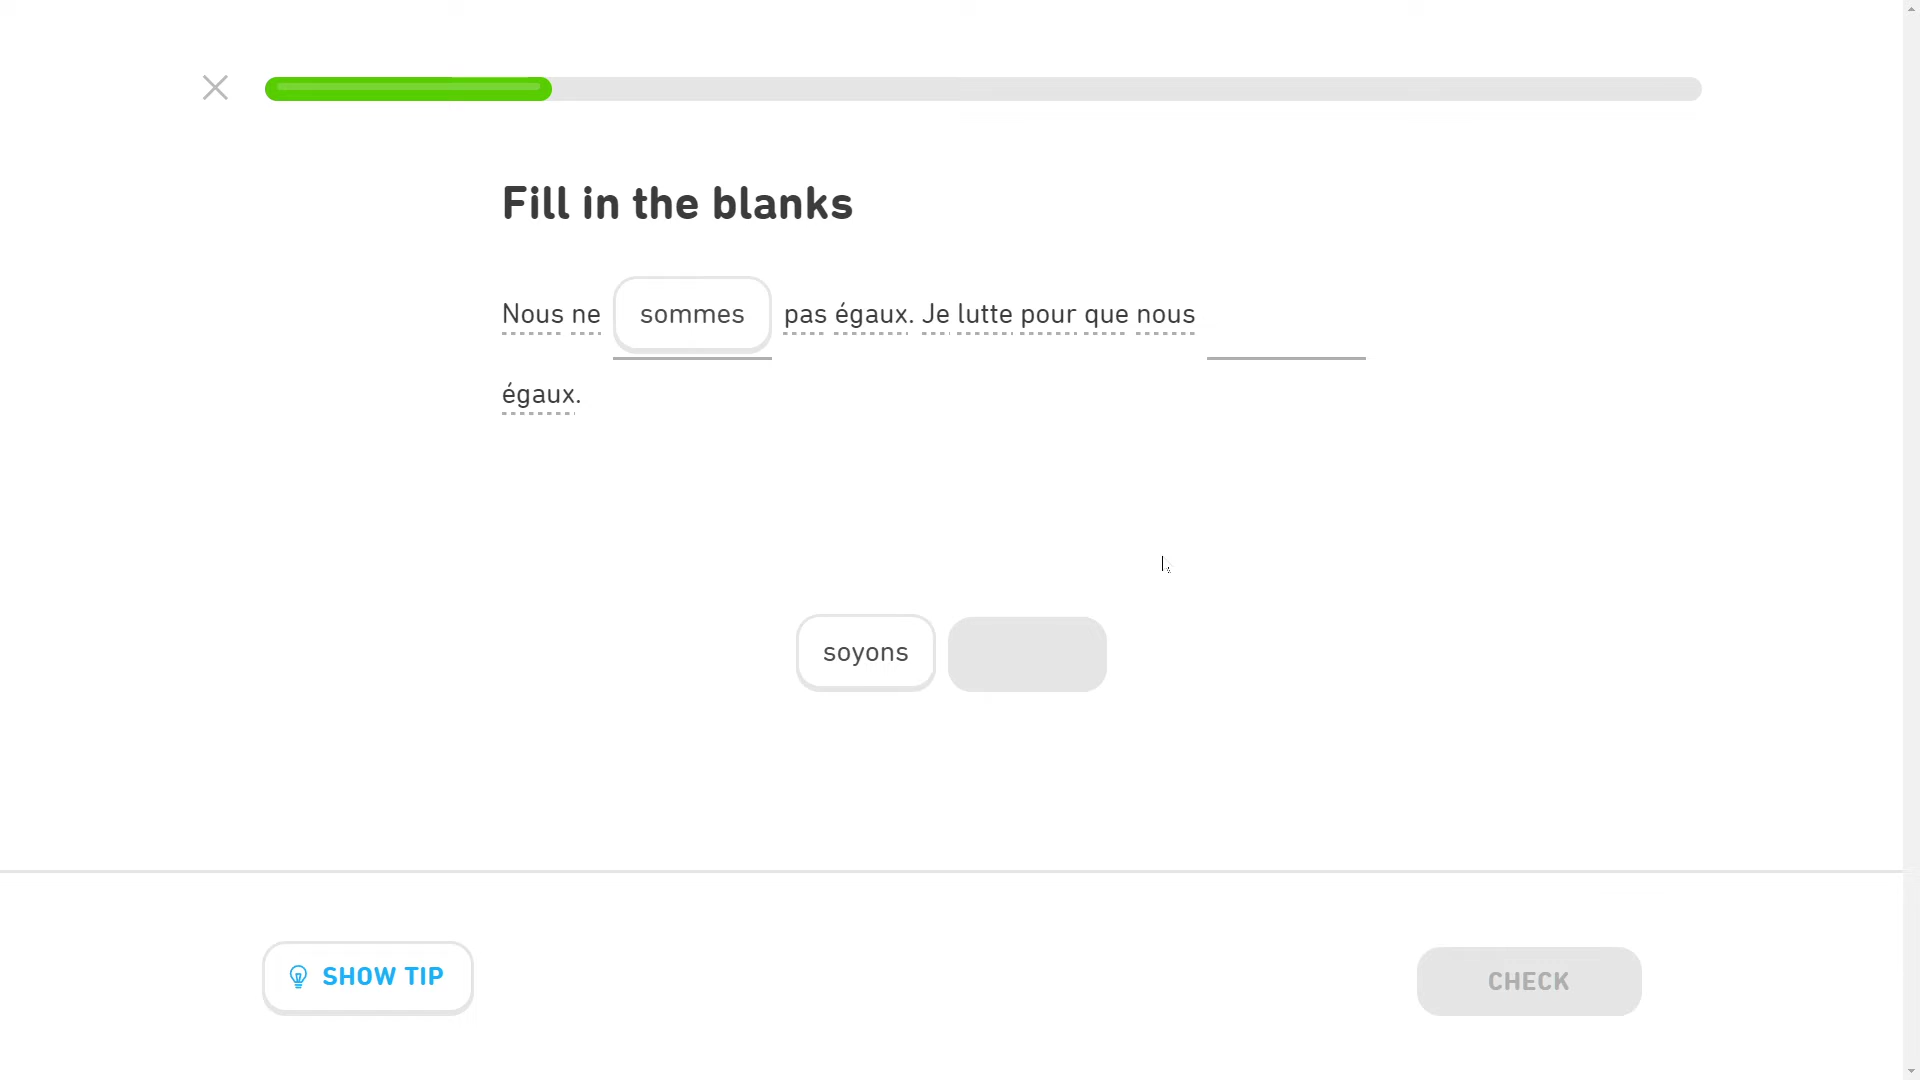 Fill in the blanks
Nous ne sommes pas égaux. Je lutte pour que nous
égaux.
soyons
SHOW TIP
CHECK